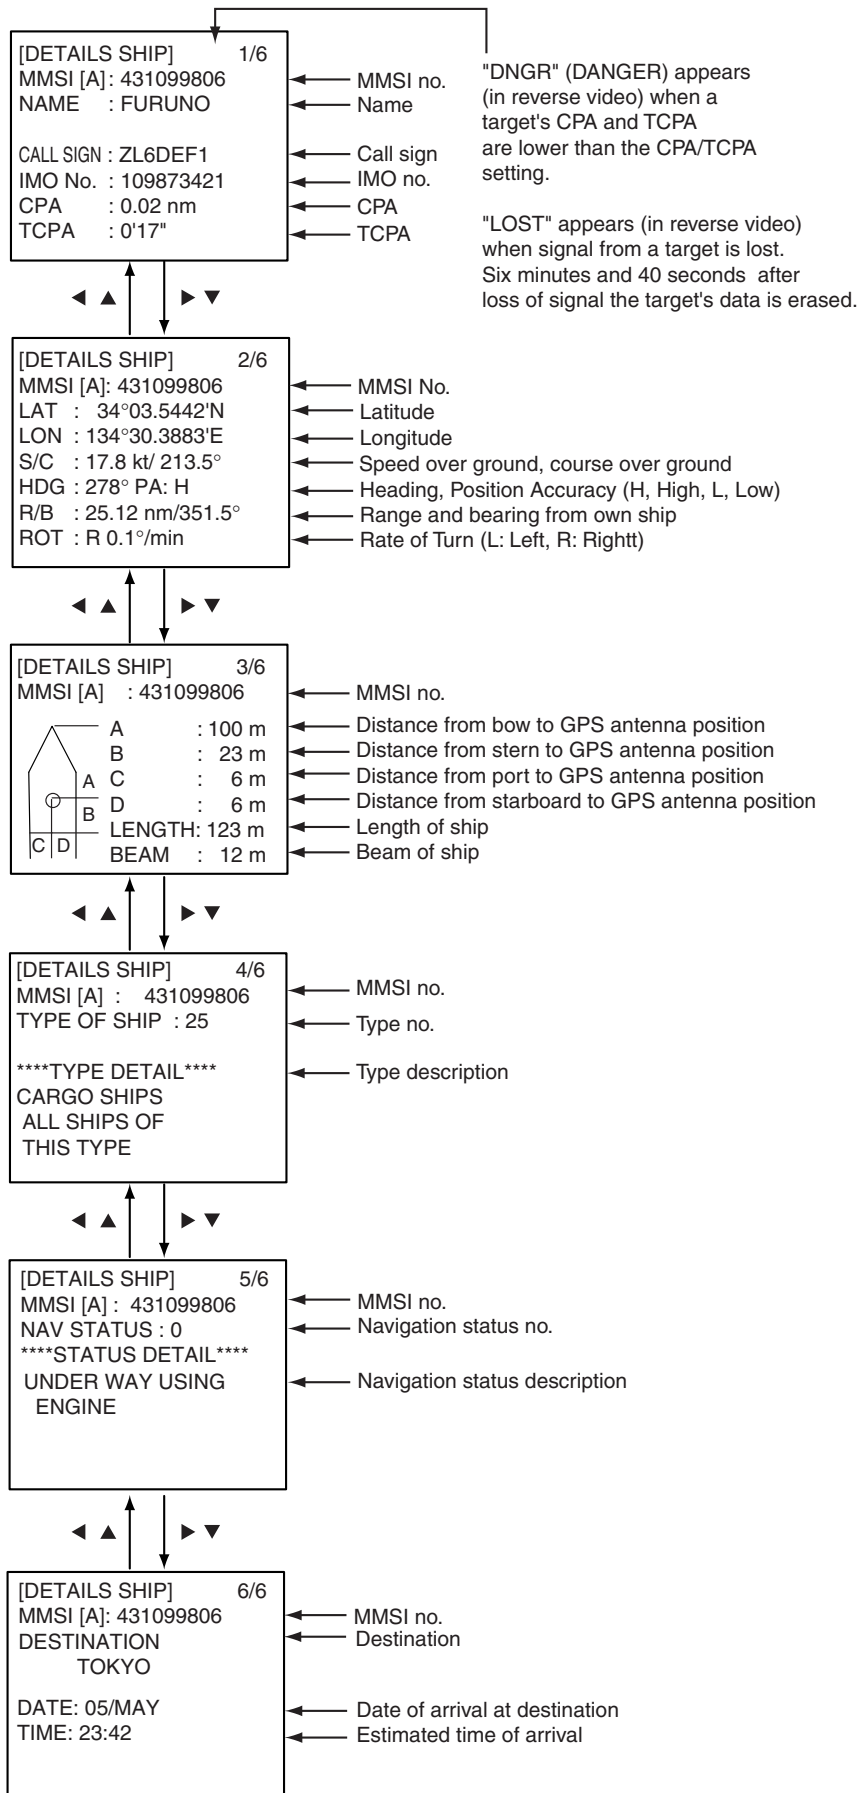 [DETAILS SHIP] 1/6
MMSI [A]: 431099806
NAME : FURUNO
CALL SIGN : ZL6DEF1
IMO No. : 109873421
CPA : 0.02 nm
TCPA : 0'17"
MMSI no.
Name
Call sign
IMO no.
CPA
TCPA
"DNGR" (DANGER) appears
(in reverse video) when a
target's CPA and TCPA
are lower than the CPA/TCPA
setting.
"LOST" appears (in reverse video)
when signal from a target is lost.
Six minutes and 40 seconds after
loss of signal the target's data is erased.
[DETAILS SHIP] 2/6
MMSI [A]: 431099806
LAT : 34°03.5442'N
LON : 134°30.3883'E
S/C : 17.8 kt/ 213.5°
HDG : 278° PA: H
R/B : 25.12 nm/351.5°
ROT : R 0.1°/min
MMSI No.
Latitude
Longitude
Speed over ground, course over ground
Heading, Position Accuracy (H, High, L, Low)
Range and bearing from own ship
Rate of Turn (L: Left, R: Rightt)
[DETAILS SHIP] 3/6
MMSI [A] : 431099806
A : 100 m
B : 23 m
C : 6 m
D : 6 m
LENGTH: 123 m
BEAM : 12 m
A
B
C D
MMSI no.
Distance from bow to GPS antenna position
Distance from stern to GPS antenna position
Distance from port to GPS antenna position
Distance from starboard to GPS antenna position
Length of ship
Beam of ship
[DETAILS SHIP] 4/6
MMSI [A] : 431099806
TYPE OF SHIP : 25
****TYPE DETAIL****
CARGO SHIPS
ALL SHIPS OF
THIS TYPE
MMSI no.
Type no.
Type description
[DETAILS SHIP] 5/6
MMSI [A] : 431099806
NAV STATUS : 0
****STATUS DETAIL****
UNDER WAY USING
ENGINE
MMSI no.
Navigation status no.
Navigation status description
[DETAILS SHIP] 6/6
MMSI [A]: 431099806
DESTINATION
TOKYO
DATE: 05/MAY
TIME: 23:42
MMSI no.
Destination
Date of arrival at destination
Estimated time of arrival